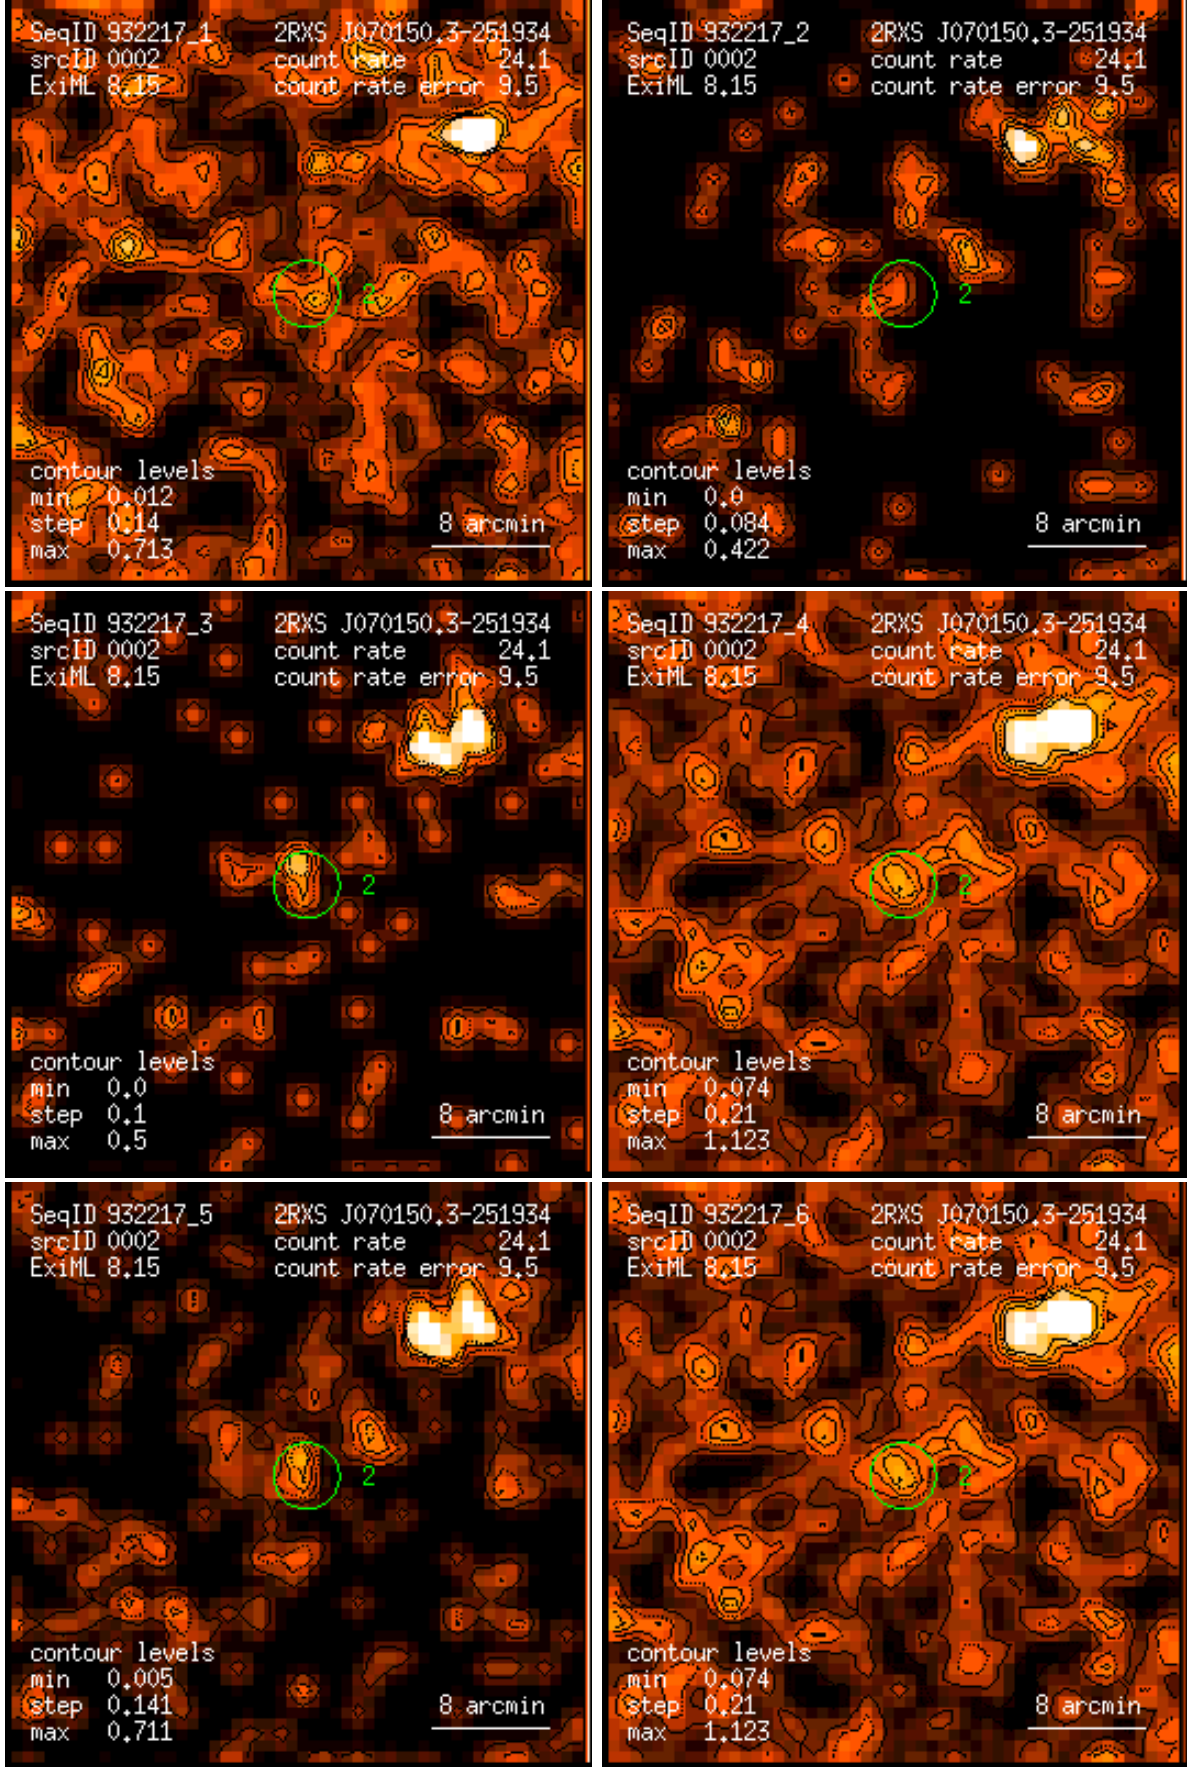 SeqID 932217_1 2RXS J070150.3-251934
srcID 0002 count rate 24.1
ExiML 8.15 count rate error 9.5
2
contour levels
min 0.012
step 0.14 8 arcmin
max 0.713
SeqID 932217_2 2RXS J070150.3-251934
srcID 0002 count rate 24.1
ExiML 8.15 count rate error 9.5
2
contour levels
min 0.0
step 0.084 8 arcmin
max 0.422
SeqID 932217_3 2RXS J070150.3-251934
srcID 0002 count rate 24.1
ExiML 8.15 count rate error 9.5
2
contour levels
min 0.0
step 0.1 8 arcmin
max 0.5
SeqID 932217_4 2RXS J070150.3-251934
srcID 0002 count rate 24.1
ExiML 8.15 count rate error 9.5
2
contour levels
min 0.074
step 0.21 8 arcmin
max 1.123
SeqID 932217_5 2RXS J070150.3-251934
srcID 0002 count rate 24.1
ExiML 8.15 count rate error 9.5
2
contour levels
min 0.005
step 0.141 8 arcmin
max 0.711
SeqID 932217_6 2RXS J070150.3-251934
srcID 0002 count rate 24.1
ExiML 8.15 count rate error 9.5
2
contour levels
min 0.074
step 0.21 8 arcmin
max 1.123